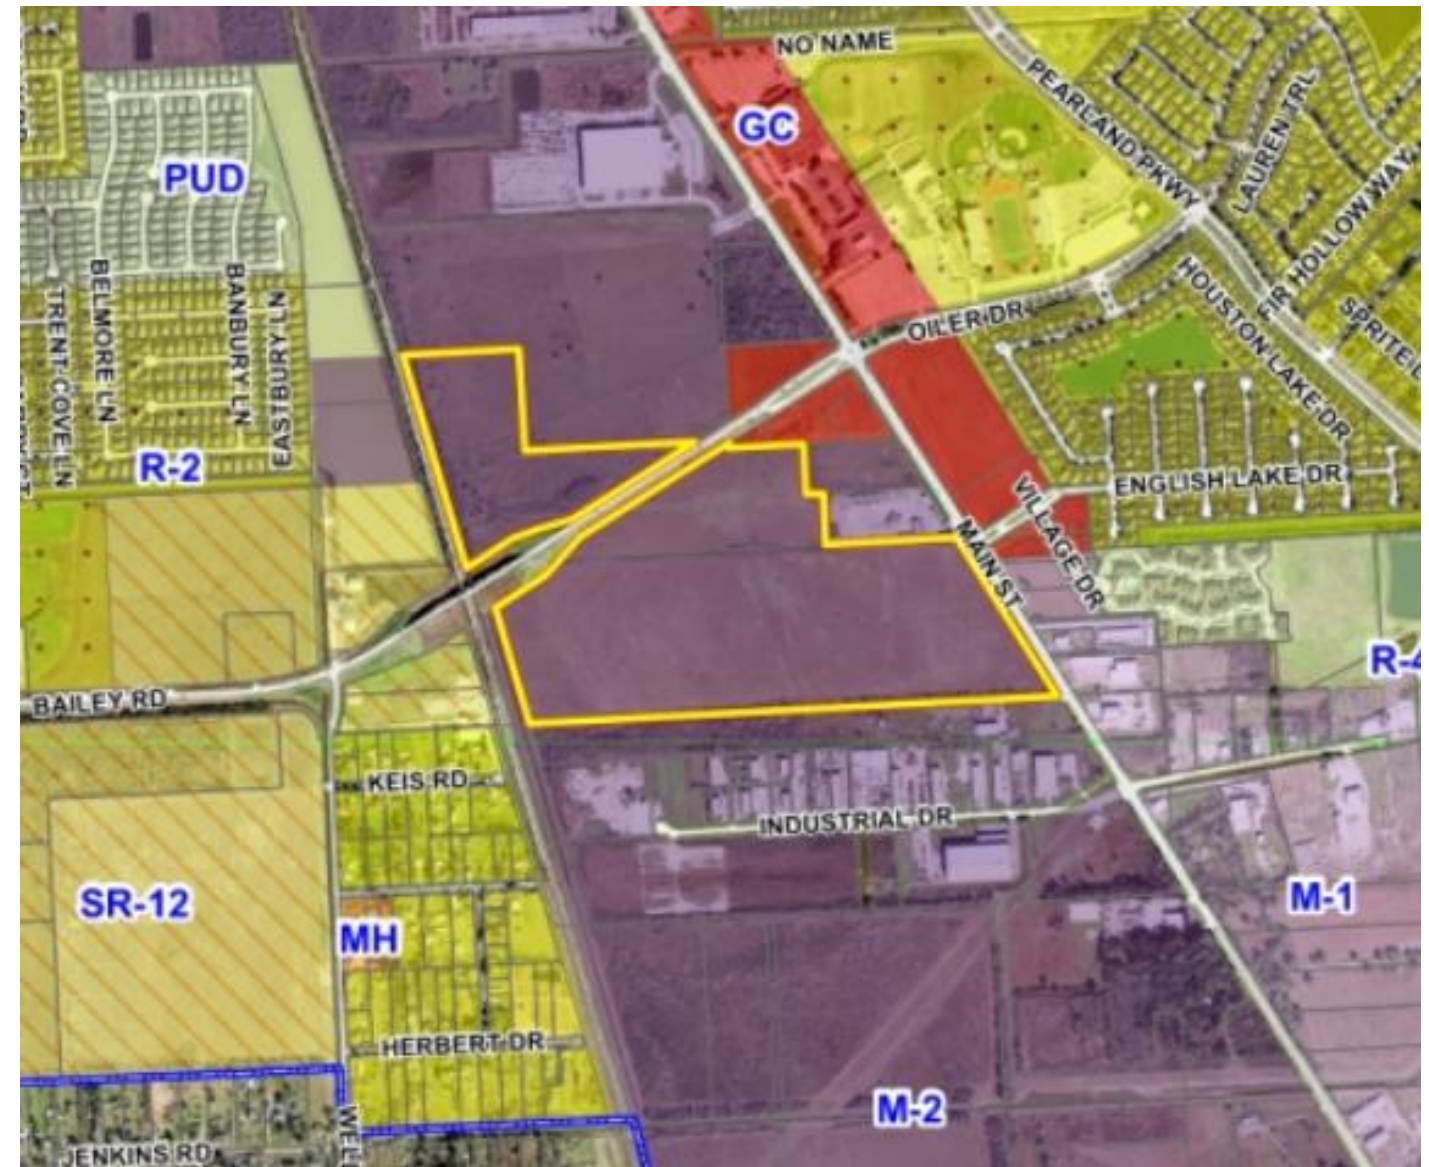 NO NAME
PEARLAND PKWY
GC
LAUREN TRL
PUD
FIR HOLLOW WAY
BELMORE LN
BANBURY LN
TRENT COVE LN
EASTBURY LN
OILER DR
HOUSTON LAKE DR
R-2
ENGLISH LAKE DR
VILLAGE DR
MAIN ST
R-4
BAILEY RD
KEIS RD
INDUSTRIAL DR
SR-12
M-1
MH
HERBERT DR
M-2
JENKINS RD